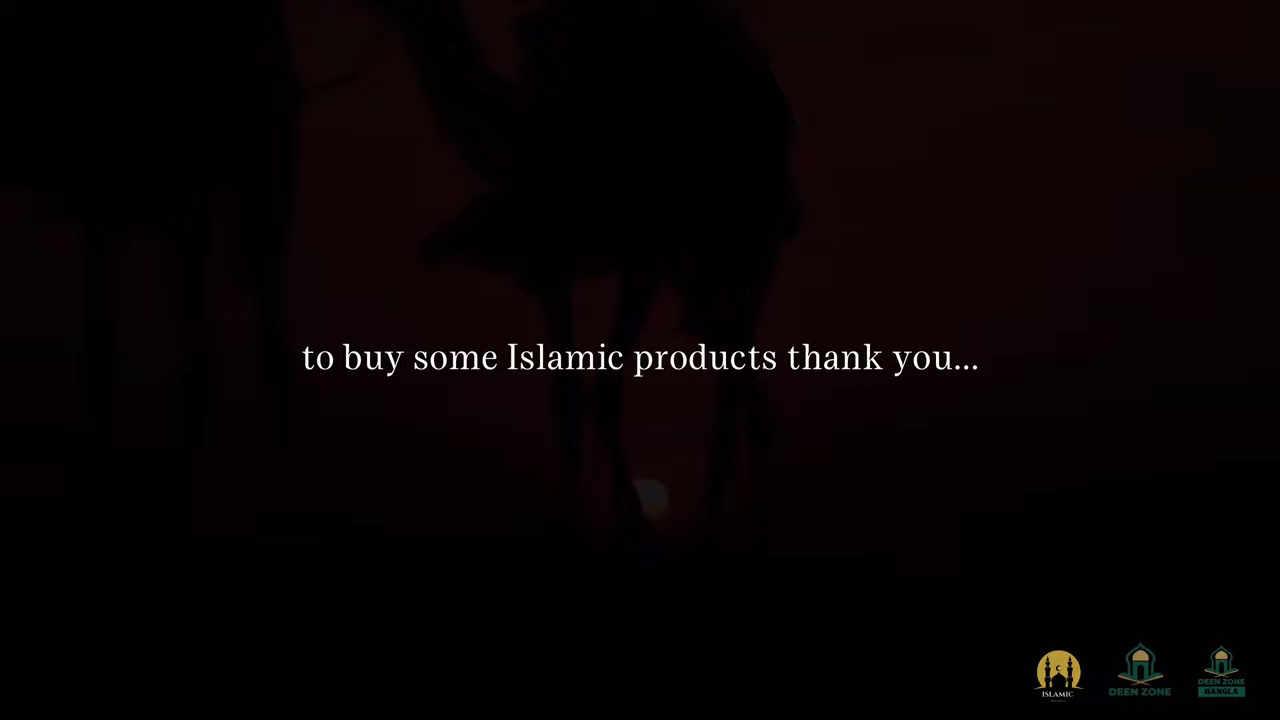 to buy some Islamic products thank you...
ISLAMIC
DEEN ZONE
DEEN ZONE
BANGLA